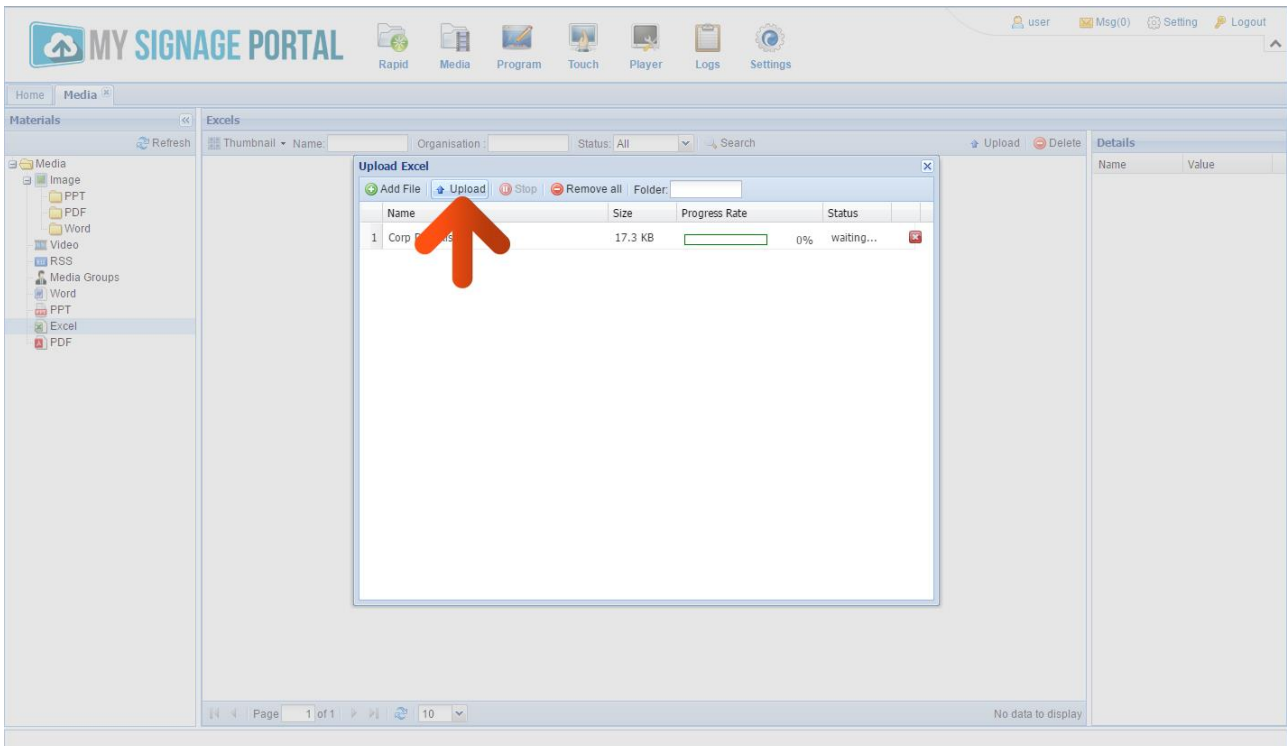 user Msg(0) Setting Logout
MY SIGNAGE PORTAL
Rapid Media Program Touch Player Logs Settings
Home Media
Materials
Refresh
Media
Image
PPT
PDF
Word
Video
RSS
Media Groups
Word
PPT
Excel
PDF
Excels
Thumbnail Name: Organisation : Status: All Search Upload Delete
Upload Excel
Add File Upload Stop Remove all Folder:
Name Size Progress Rate Status
1 Corp 17.3 KB 0% waiting...
Page 1 of 1 10 No data to display
Details
Name Value